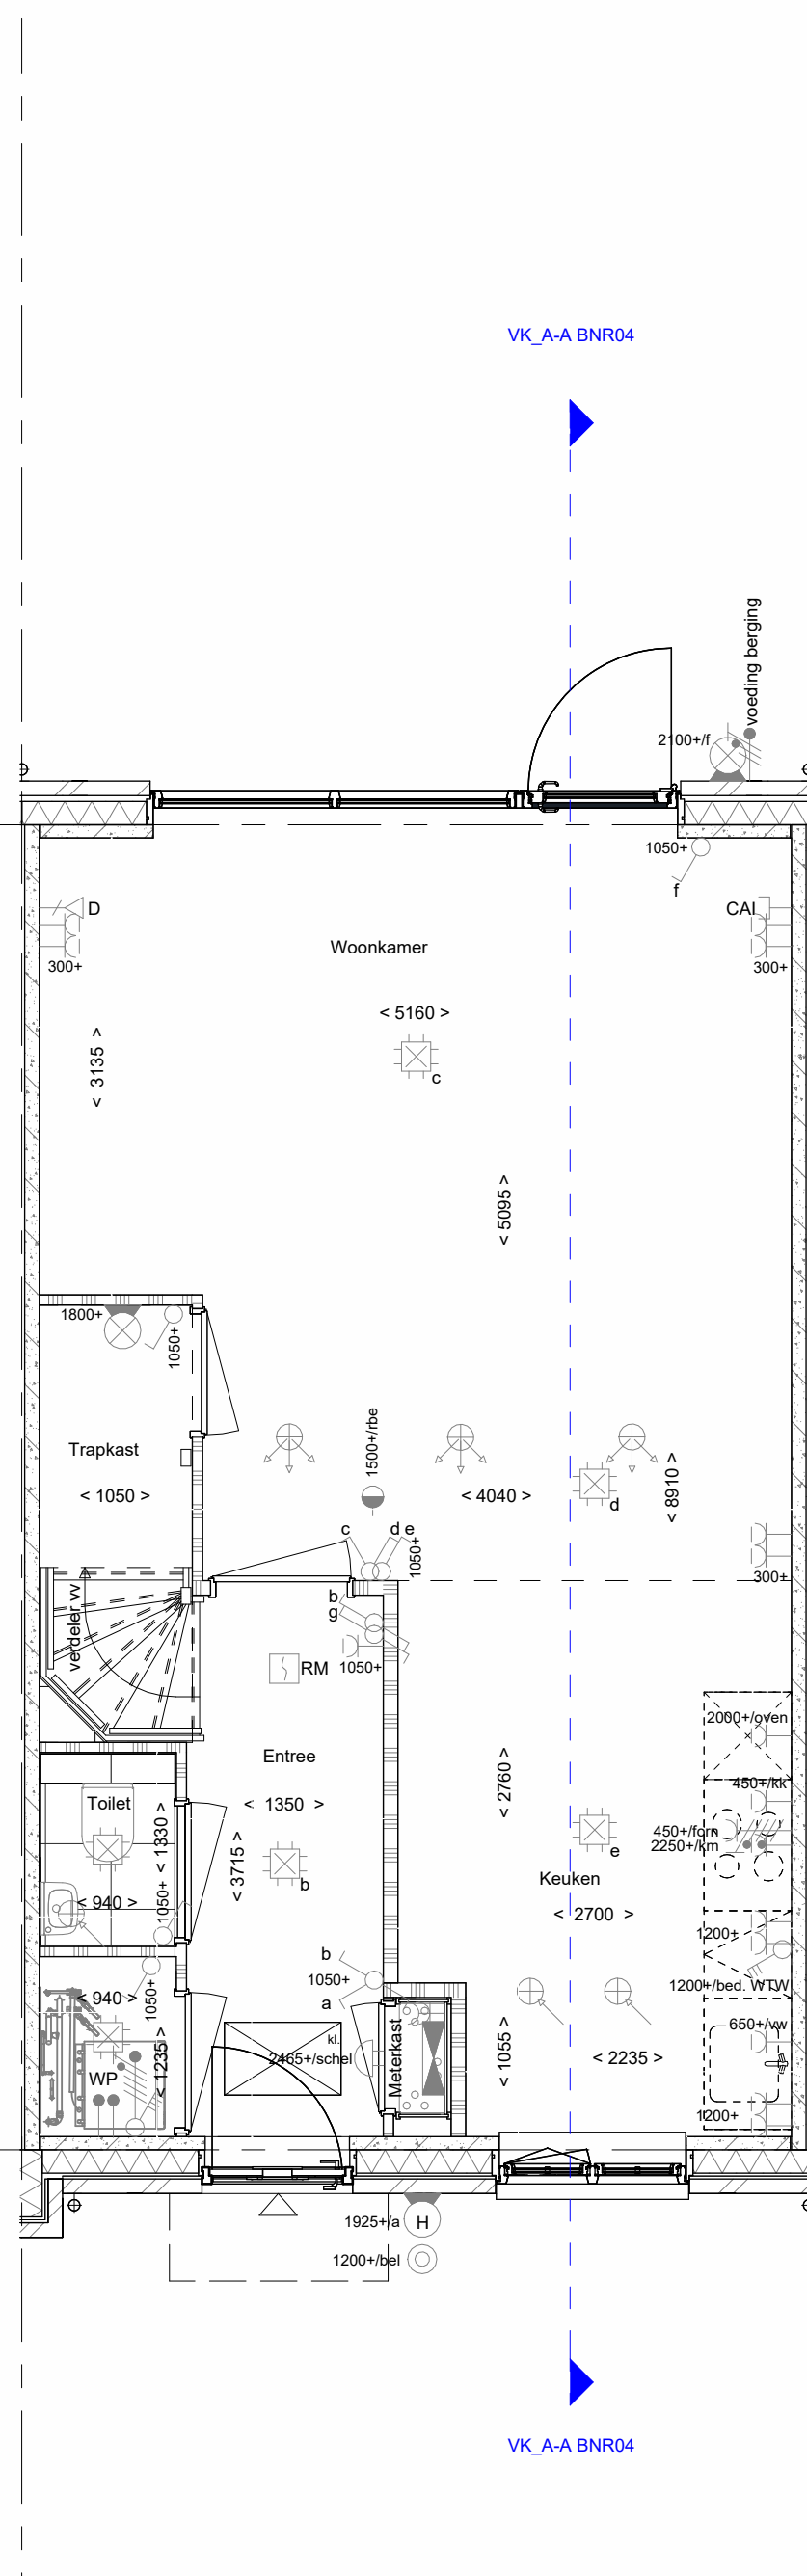 VK_A-A BNR04
voeding berging
2100+/f
1050+
f
D
CAI
300+
300+
Woonkamer
< 5160 >
c
< 3135 >
< 5095 >
1800+
1050+
Trapkast
< 1050 >
1500+/rbe
< 4040 >
d
< 8910 >
c
d e
1050+
300+
b
g
1050+
verdeler vv
RM
Entree
< 1350 >
2000+/oven
450+/kk
< 2760 >
Toilet
< 1330 >
< 3715 >
b
450+/forn
2250+/km
e
Keuken
< 2700 >
< 940 >
1050+
1200+
1050+
b
1050+
a
< 940 >
1200+/bed. WTW
kl.
2465+/schel
Meterkast
< 1055 >
< 2235 >
650+/vw
WP
< 1235 >
1200+
1925+/a
H
1200+/bel
VK_A-A BNR04